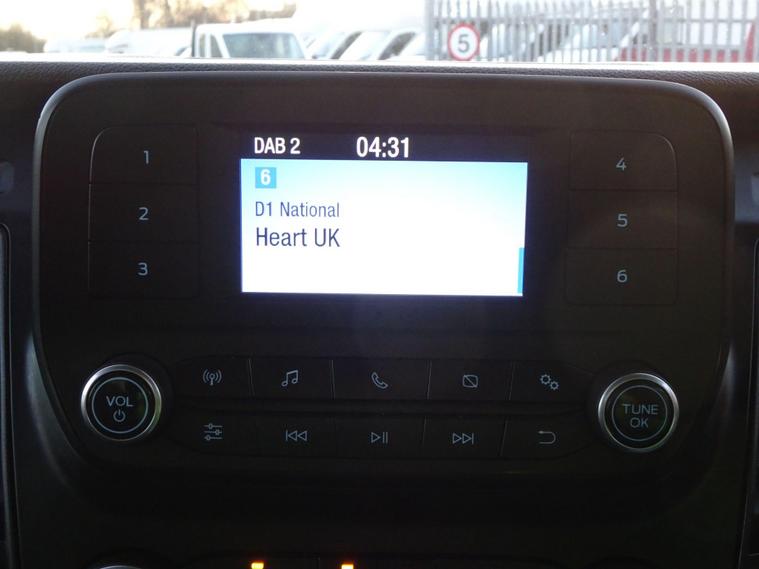 5
DAB 2 04:31
6
D1 National
Heart UK
1
2
3
4
5
6
VOL
TUNE
OK